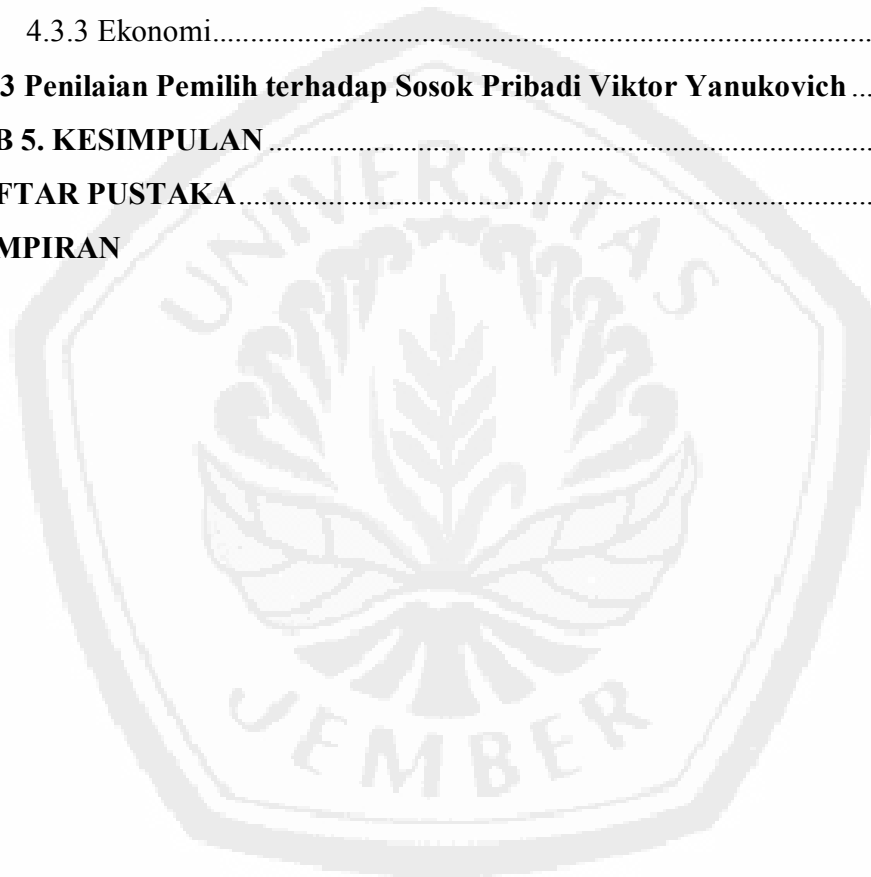 4.3.3 Ekonomi................................................................................
3 Penilaian Pemilih terhadap Sosok Pribadi Viktor Yanukovich ...
B 5. KESIMPULAN ................................................................................
FTAR PUSTAKA................................................................................
MPIRAN
UNIVERSITAS
JEMBER